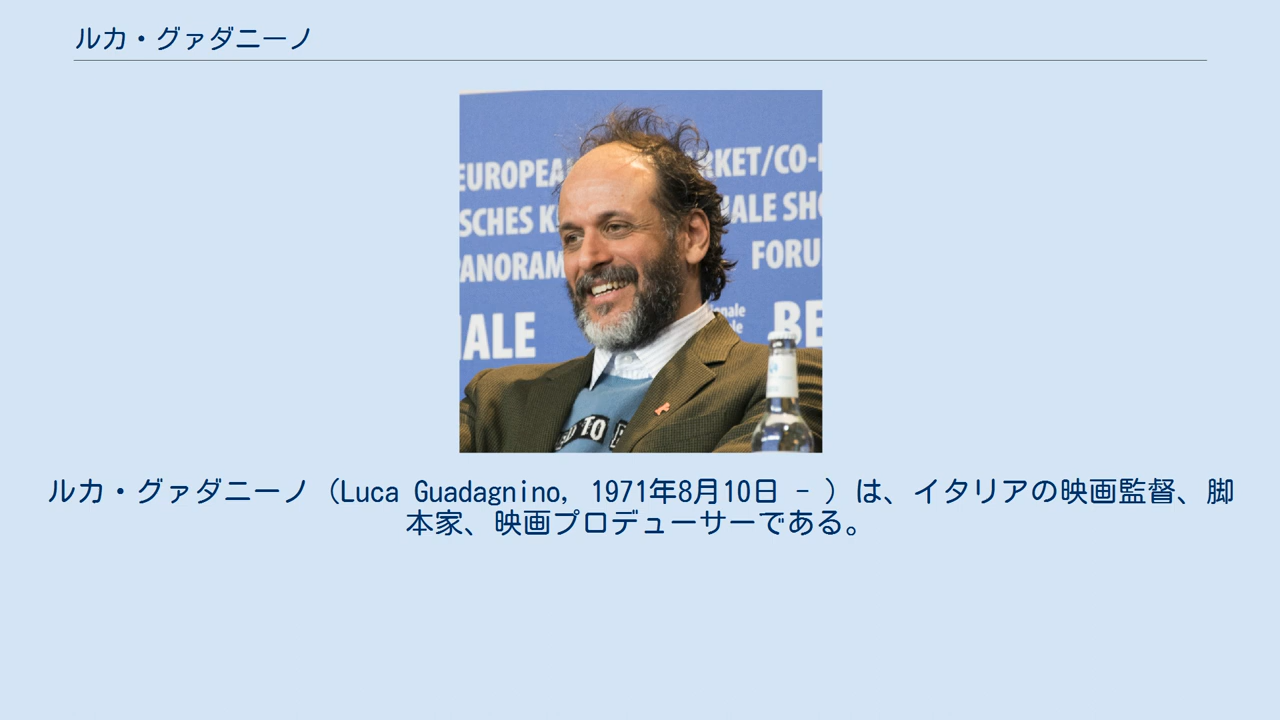 ルカ・グァダニーノ
EUROPEA
RKET/CO-
SCHES K
ALE SH
ANORAM
FORU
ALE
BE
ルカ・グァダニーノ（Luca Guadagnino, 1971年8月10日 - ）は、イタリアの映画監督、脚
本家、映画プロデューサーである。